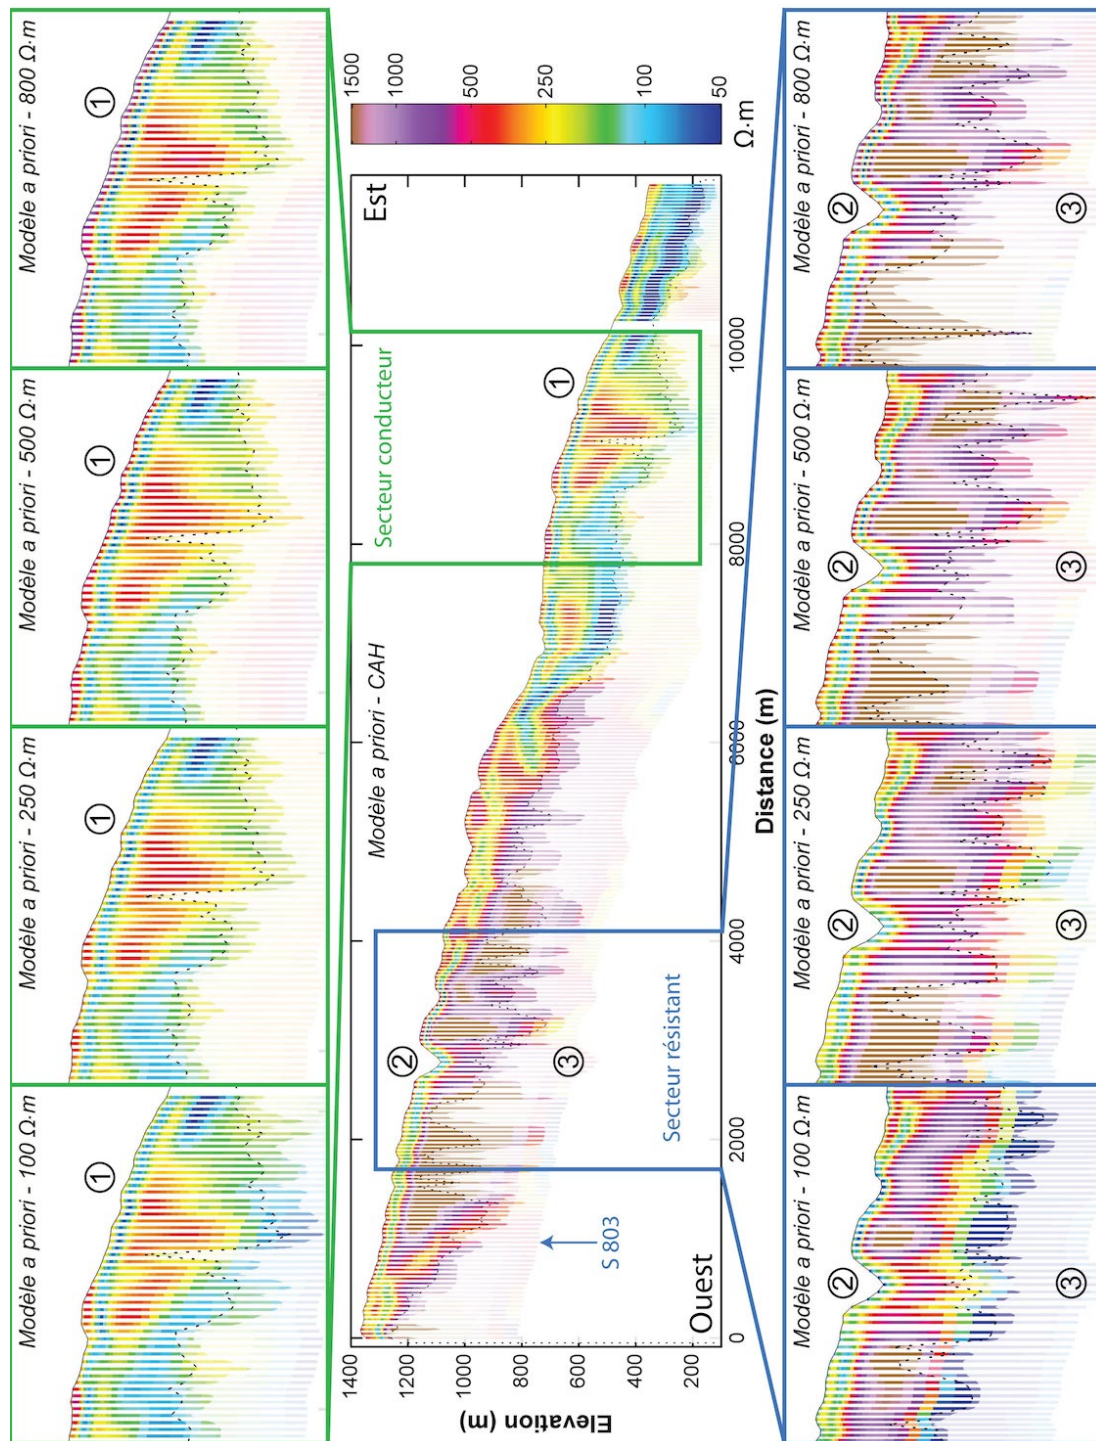 Modèle a priori - 100 Ω·m
①
Modèle a priori - 250 Ω·m
①
Modèle a priori - 500 Ω·m
①
Modèle a priori - 800 Ω·m
①
Modèle a priori - CAH
Secteur conducteur
Est
1500
1000
500
250
100
50
Ω·m
①
②
③
S 803
Secteur résistant
Ouest
Elevation (m)
1400
1200
1000
800
600
400
200
0
2000
4000
6000
8000
10000
Distance (m)
Modèle a priori - 100 Ω·m
②
③
Modèle a priori - 250 Ω·m
②
③
Modèle a priori - 500 Ω·m
②
③
Modèle a priori - 800 Ω·m
②
③